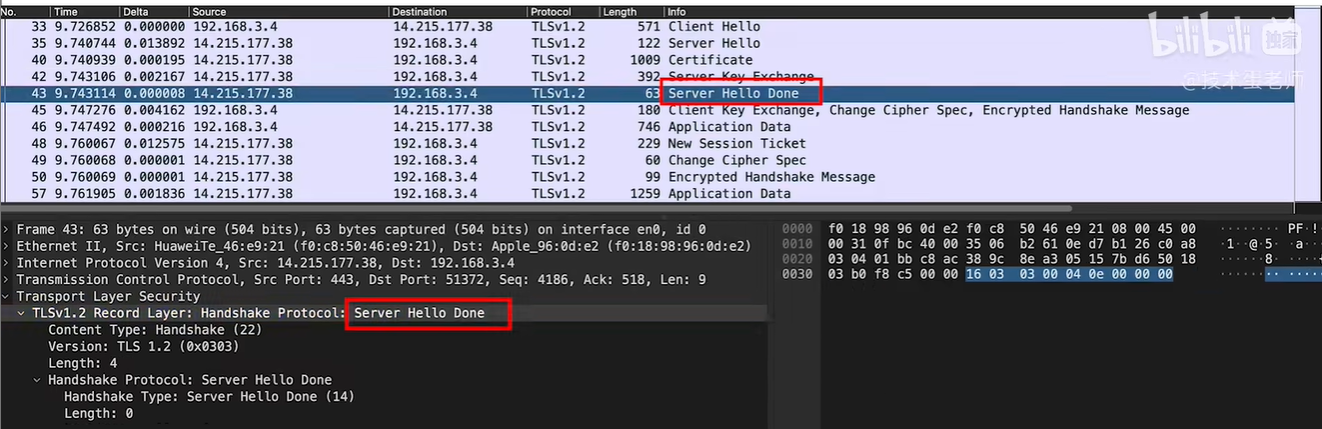 No. Time Delta Source Destination Protocol Length Info
33 9.726852 0.000000 192.168.3.4 14.215.177.38 TLSv1.2 571 Client Hello
35 9.740744 0.013892 14.215.177.38 192.168.3.4 TLSv1.2 122 Server Hello
40 9.740939 0.000195 14.215.177.38 192.168.3.4 TLSv1.2 1009 Certificate
42 9.743106 0.002167 14.215.177.38 192.168.3.4 TLSv1.2 392 Server Key Exchange
43 9.743114 0.000008 14.215.177.38 192.168.3.4 TLSv1.2 63 Server Hello Done
45 9.747276 0.004162 192.168.3.4 14.215.177.38 TLSv1.2 180 Client Key Exchange, Change Cipher Spec, Encrypted Handshake Message
46 9.747492 0.000216 192.168.3.4 14.215.177.38 TLSv1.2 746 Application Data
48 9.760067 0.012575 14.215.177.38 192.168.3.4 TLSv1.2 229 New Session Ticket
49 9.760068 0.000001 14.215.177.38 192.168.3.4 TLSv1.2 60 Change Cipher Spec
50 9.760069 0.000001 14.215.177.38 192.168.3.4 TLSv1.2 99 Encrypted Handshake Message
57 9.761905 0.001836 14.215.177.38 192.168.3.4 TLSv1.2 1259 Application Data
bilibili 独家
@技术蛋老师
Frame 43: 63 bytes on wire (504 bits), 63 bytes captured (504 bits) on interface en0, id 0
Ethernet II, Src: HuaweiTe_46:e9:21 (f0:c8:50:46:e9:21), Dst: Apple_96:0d:e2 (f0:18:98:96:0d:e2)
Internet Protocol Version 4, Src: 14.215.177.38, Dst: 192.168.3.4
Transmission Control Protocol, Src Port: 443, Dst Port: 51372, Seq: 4186, Ack: 518, Len: 9
Transport Layer Security
TLSv1.2 Record Layer: Handshake Protocol: Server Hello Done
Content Type: Handshake (22)
Version: TLS 1.2 (0x0303)
Length: 4
Handshake Protocol: Server Hello Done
Handshake Type: Server Hello Done (14)
Length: 0
0000 f0 18 98 96 0d e2 f0 c8 50 46 e9 21 08 00 45 00 ········ PF·!
0010 00 31 0f bc 40 00 35 06 b2 61 0e d7 b1 26 c0 a8 ·1··@·5· ·a
0020 03 04 01 bb c8 ac 38 9c 8e a3 05 15 7b d6 50 18 ······8·
0030 03 b0 f8 c5 00 00 16 03 03 00 04 0e 00 00 00